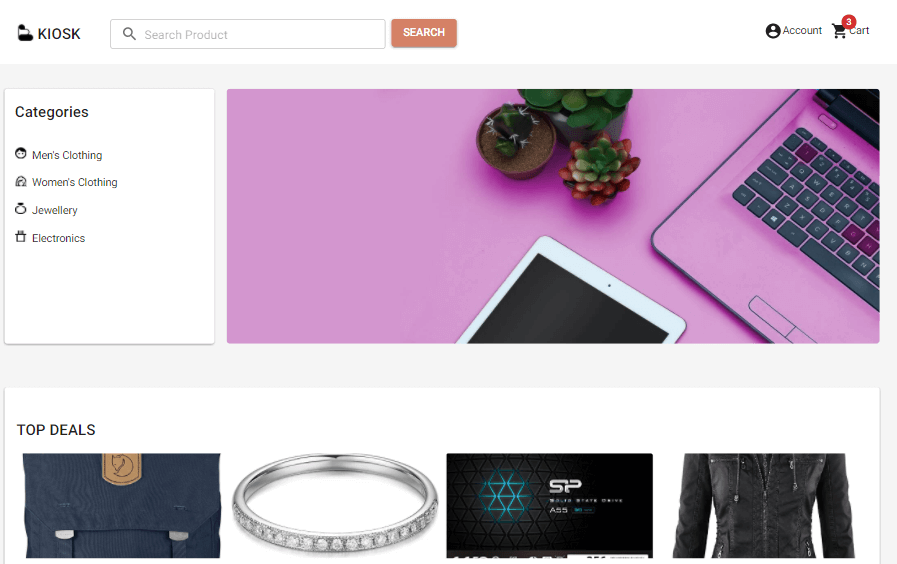 KIOSK
Search Product
SEARCH
Account
3
Cart
Categories
Men's Clothing
Women's Clothing
Jewellery
Electronics
TOP DEALS
SP
SOLID STATE DRIVE
A55